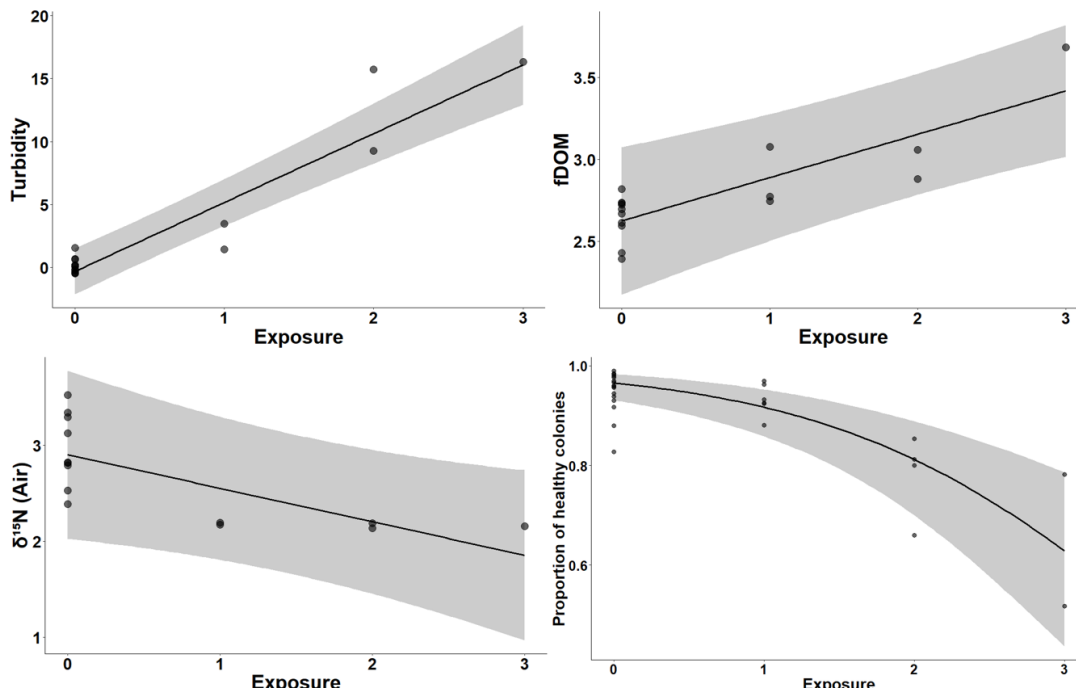 20
15
10
5
0
Turbidity
0 1 2 3
Exposure
3.5
3.0
2.5
fDOM
0 1 2 3
Exposure
3
2
1
δ¹⁵N (Air)
0 1 2 3
Exposure
1.0
0.8
0.6
Proportion of healthy colonies
0 1 2 3
Exposure